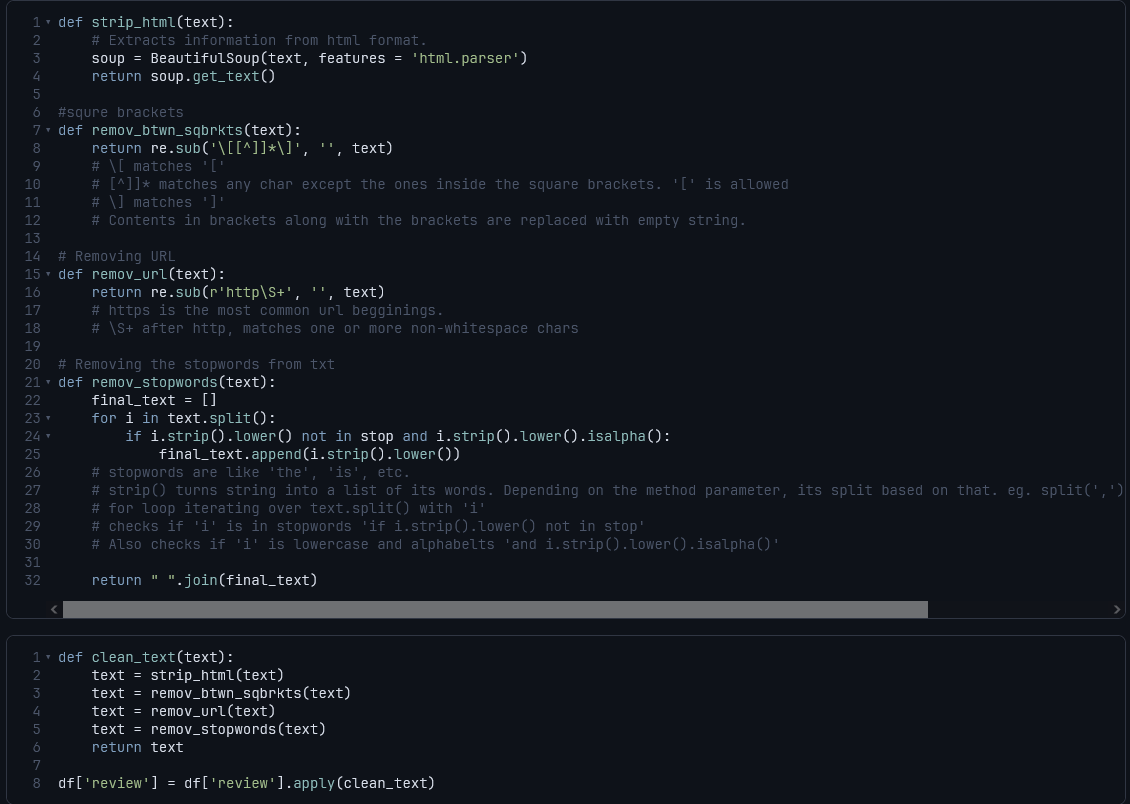 1 def strip_html(text):
2     # Extracts information from html format.
3     soup = BeautifulSoup(text, features = 'html.parser')
4     return soup.get_text()
5
6 #squre brackets
7 def remov_btwn_sqbrkts(text):
8     return re.sub('\[[^]]*\]', '', text)
9     # \[ matches '['
10     # [^]]* matches any char except the ones inside the square brackets. '[' is allowed
11     # \] matches ']'
12     # Contents in brackets along with the brackets are replaced with empty string.
13
14 # Removing URL
15 def remov_url(text):
16     return re.sub(r'http\S+', '', text)
17     # https is the most common url begginings.
18     # \S+ after http, matches one or more non-whitespace chars
19
20 # Removing the stopwords from txt
21 def remov_stopwords(text):
22     final_text = []
23     for i in text.split():
24         if i.strip().lower() not in stop and i.strip().lower().isalpha():
25             final_text.append(i.strip().lower())
26     # stopwords are like 'the', 'is', etc.
27     # strip() turns string into a list of its words. Depending on the method parameter, its split based on that. eg. split(',')
28     # for loop iterating over text.split() with 'i'
29     # checks if 'i' is in stopwords 'if i.strip().lower() not in stop'
30     # Also checks if 'i' is lowercase and alphabelts 'and i.strip().lower().isalpha()'
31
32     return " ".join(final_text)
1 def clean_text(text):
2     text = strip_html(text)
3     text = remov_btwn_sqbrkts(text)
4     text = remov_url(text)
5     text = remov_stopwords(text)
6     return text
7
8 df['review'] = df['review'].apply(clean_text)